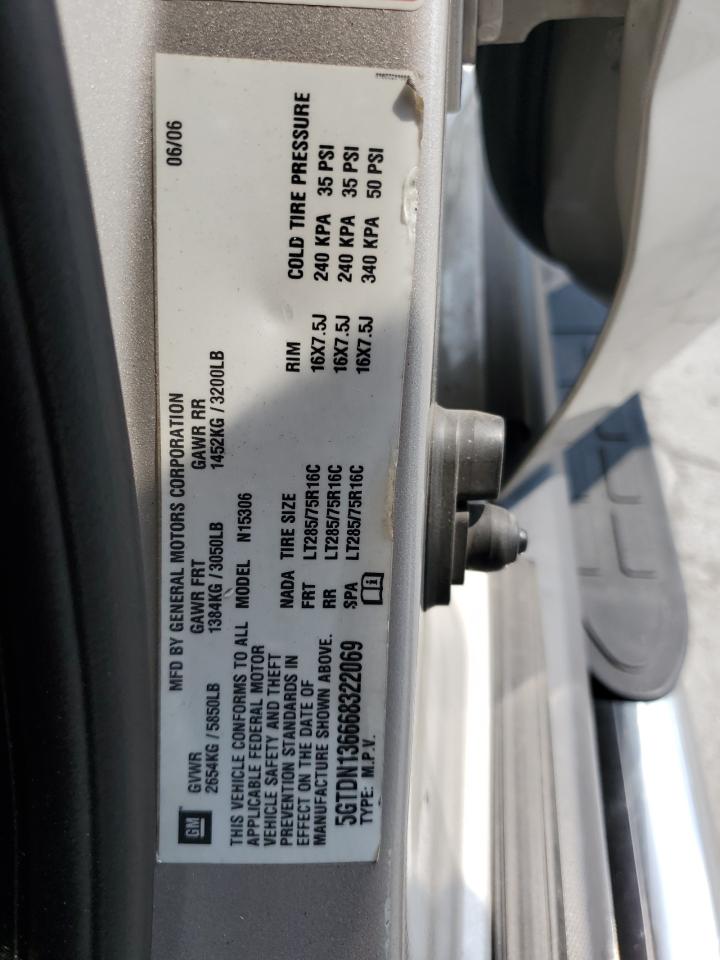 MFD BY GENERAL MOTORS CORPORATION 06/06
GVWR GAWR FRT GAWR RR
2654KG / 5850LB 1384KG / 3050LB 1452KG / 3200LB
GM
THIS VEHICLE CONFORMS TO ALL
APPLICABLE FEDERAL MOTOR
VEHICLE SAFETY AND THEFT
PREVENTION STANDARDS IN
EFFECT ON THE DATE OF
MANUFACTURE SHOWN ABOVE.
5GTDN136668322069
TYPE: M.P.V.
MODEL N15306
NADA TIRE SIZE RIM COLD TIRE PRESSURE
FRT LT285/75R16C 16X7.5J 240 KPA 35 PSI
RR LT285/75R16C 16X7.5J 240 KPA 35 PSI
SPA LT285/75R16C 16X7.5J 340 KPA 50 PSI